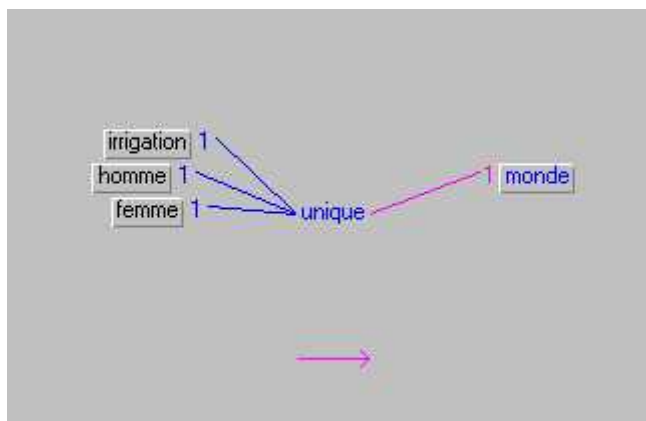 irrigation 1
homme 1
femme 1
unique
1 monde